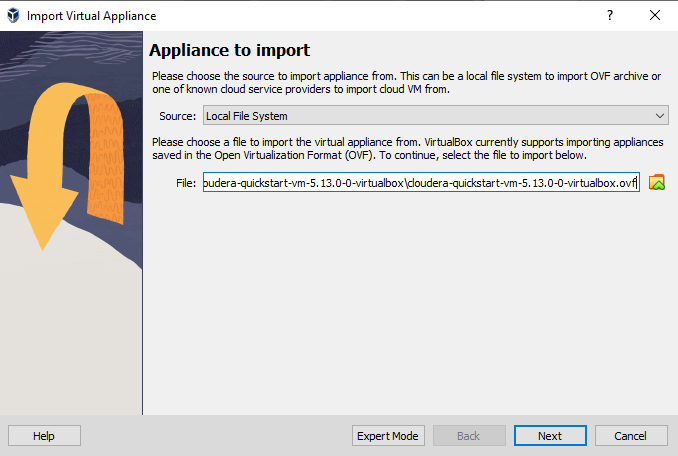 Import Virtual Appliance
?
Appliance to import
Please choose the source to import appliance from. This can be a local file system to import OVF archive or
one of known cloud service providers to import cloud VM from.
Source: Local File System
Please choose a file to import the virtual appliance from. VirtualBox currently supports importing appliances
saved in the Open Virtualization Format (OVF). To continue, select the file to import below.
File: oudera-quickstart-vm-5.13.0-0-virtualbox\cloudera-quickstart-vm-5.13.0-0-virtualbox.ovf
Help Expert Mode Back Next Cancel